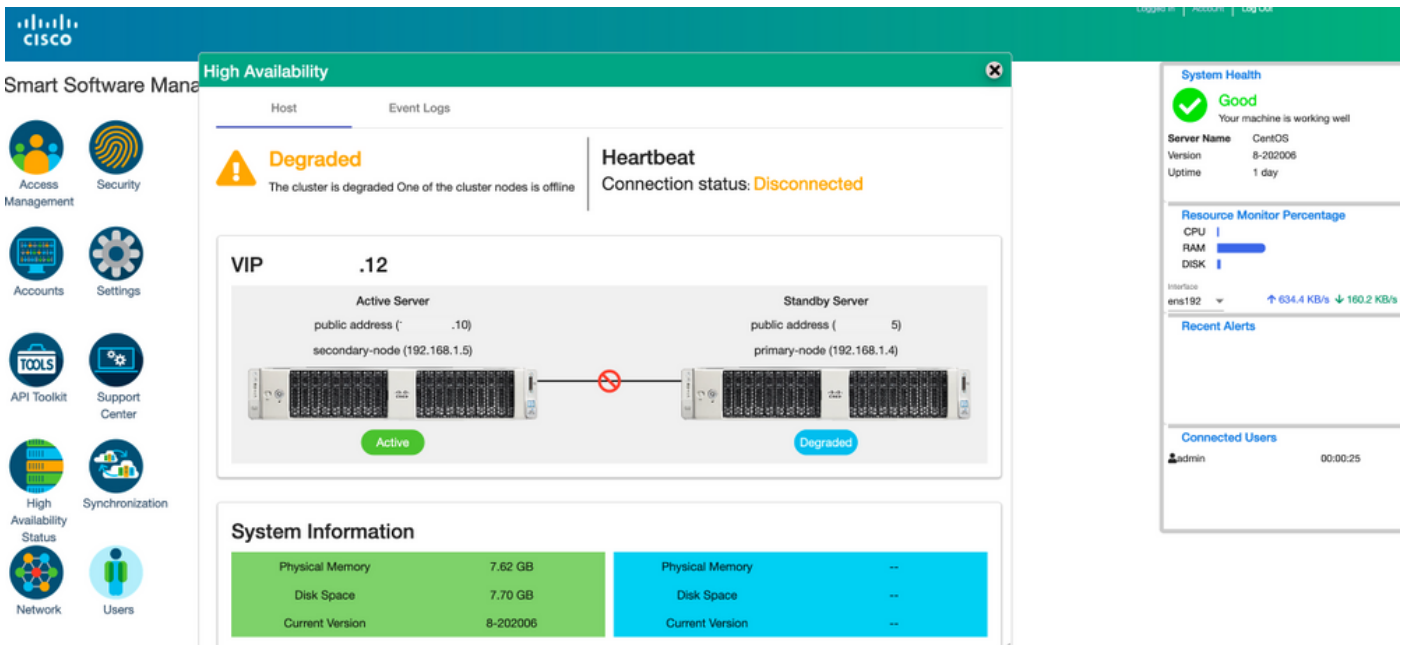 Logged in | Account | Log Out
CISCO
Smart Software Mana
Access Management
Security
Accounts
Settings
TOOLS
API Toolkit
Support Center
High Availability Status
Synchronization
Network
Users
High Availability
Host Event Logs
Degraded
The cluster is degraded One of the cluster nodes is offline
Heartbeat
Connection status: Disconnected
VIP .12
Active Server
public address ( .10)
secondary-node (192.168.1.5)
Active
Standby Server
public address ( 5)
primary-node (192.168.1.4)
Degraded
System Information
Physical Memory 7.62 GB
Disk Space 7.70 GB
Current Version 8-202006
Physical Memory --
Disk Space --
Current Version --
System Health
Good
Your machine is working well
Server Name CentOS
Version 8-202006
Uptime 1 day
Resource Monitor Percentage
CPU
RAM
DISK
Interface
ens192 ↑ 634.4 KB/s ↓ 160.2 KB/s
Recent Alerts
Connected Users
admin 00:00:25